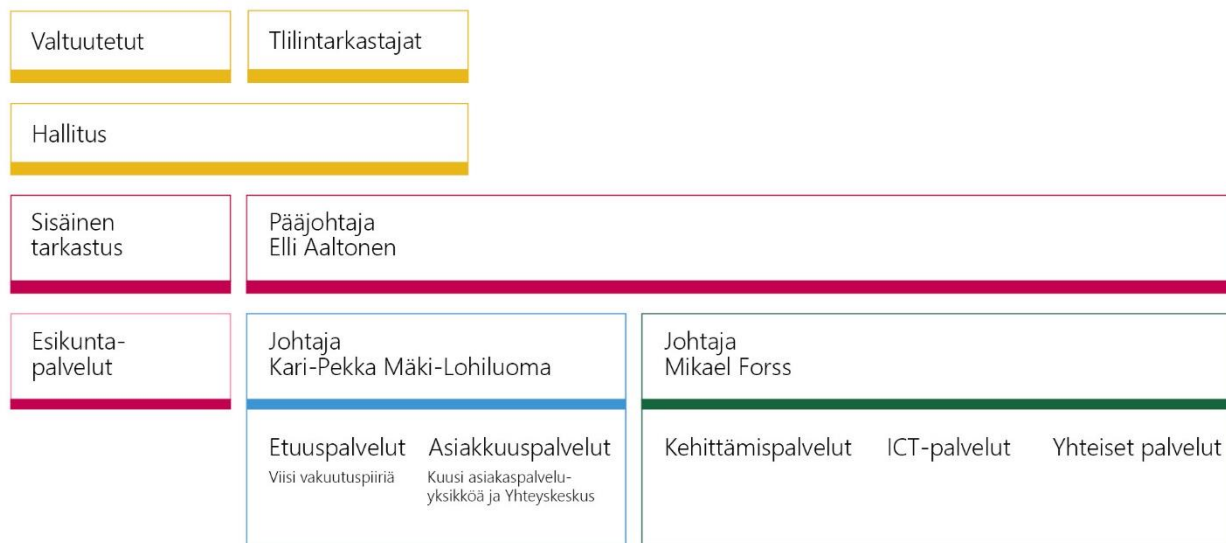 Valtuutetut
Tlilintarkastajat
Hallitus
Sisäinen
tarkastus
Pääjohtaja
Elli Aaltonen
Esikunta-
palvelut
Johtaja
Kari-Pekka Mäki-Lohiluoma
Johtaja
Mikael Forss
Etuuspalvelut
Viisi vakuutuspiiriä
Asiakkuuspalvelut
Kuusi asiakaspalvelu-
yksikköä ja Yhteyskeskus
Kehittämispalvelut
ICT-palvelut
Yhteiset palvelut